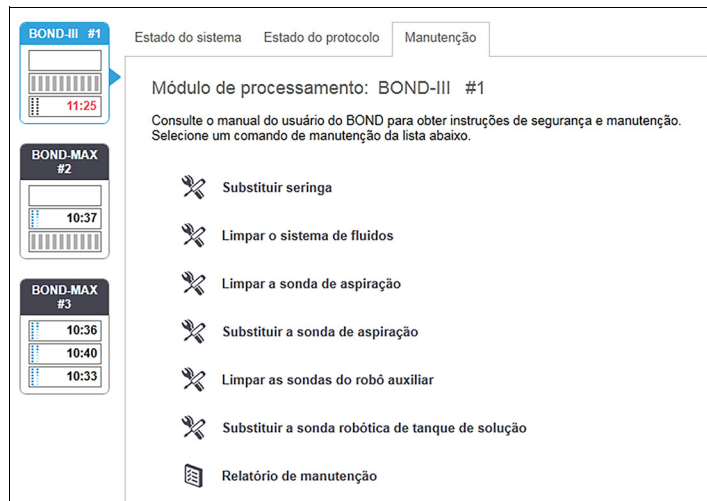 BOND-III #1
11:25
BOND-MAX
#2
10:37
BOND-MAX
#3
10:36
10:40
10:33
Estado do sistema Estado do protocolo Manutenção
Módulo de processamento: BOND-III #1
Consulte o manual do usuário do BOND para obter instruções de segurança e manutenção.
Selecione um comando de manutenção da lista abaixo.
Substituir seringa
Limpar o sistema de fluidos
Limpar a sonda de aspiração
Substituir a sonda de aspiração
Limpar as sondas do robô auxiliar
Substituir a sonda robótica de tanque de solução
Relatório de manutenção